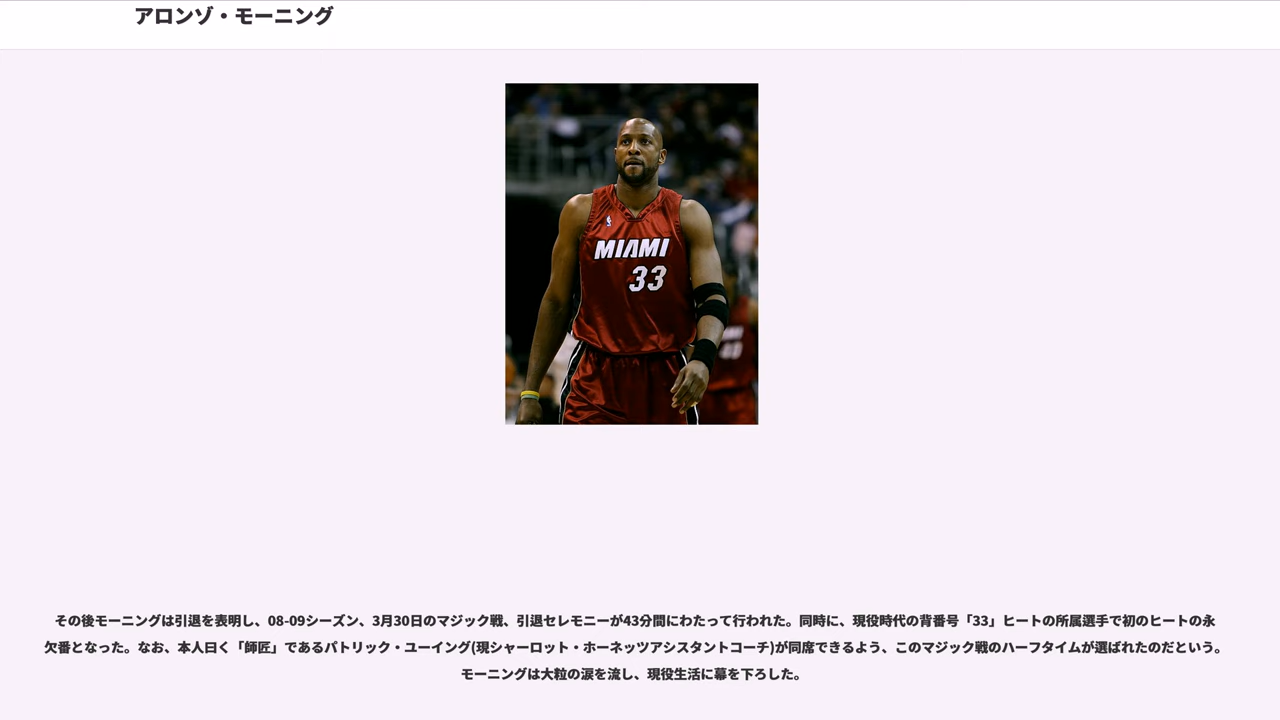 アロンゾ・モーニング
MIAMI
33
その後モーニングは引退を表明し、08-09シーズン、3月30日のマジック戦、引退セレモニーが43分間にわたって行われた。同時に、現役時代の背番号「33」ヒートの所属選手で初のヒートの永
欠番となった。なお、本人曰く「師匠」であるパトリック・ユーイング(現シャーロット・ホーネッツアシスタントコーチ)が同席できるよう、このマジック戦のハーフタイムが選ばれたのだという。
モーニングは大粒の涙を流し、現役生活に幕を下ろした。